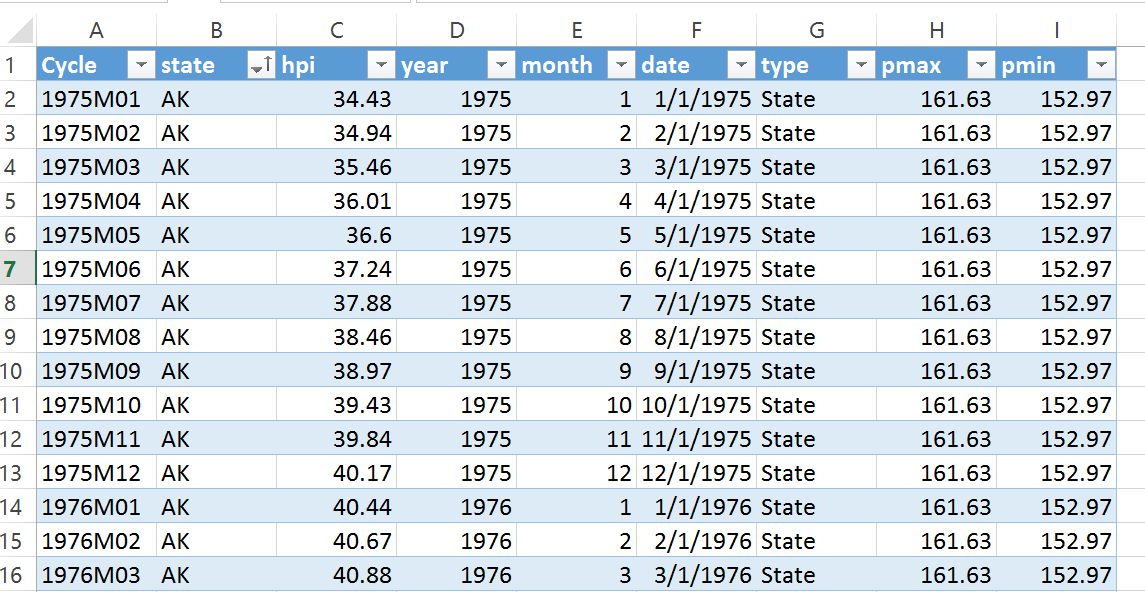 A B C D E F G H I
1 Cycle state hpi year month date type pmax pmin
2 1975M01 AK 34.43 1975 1 1/1/1975 State 161.63 152.97
3 1975M02 AK 34.94 1975 2 2/1/1975 State 161.63 152.97
4 1975M03 AK 35.46 1975 3 3/1/1975 State 161.63 152.97
5 1975M04 AK 36.01 1975 4 4/1/1975 State 161.63 152.97
6 1975M05 AK 36.6 1975 5 5/1/1975 State 161.63 152.97
7 1975M06 AK 37.24 1975 6 6/1/1975 State 161.63 152.97
8 1975M07 AK 37.88 1975 7 7/1/1975 State 161.63 152.97
9 1975M08 AK 38.46 1975 8 8/1/1975 State 161.63 152.97
10 1975M09 AK 38.97 1975 9 9/1/1975 State 161.63 152.97
11 1975M10 AK 39.43 1975 10 10/1/1975 State 161.63 152.97
12 1975M11 AK 39.84 1975 11 11/1/1975 State 161.63 152.97
13 1975M12 AK 40.17 1975 12 12/1/1975 State 161.63 152.97
14 1976M01 AK 40.44 1976 1 1/1/1976 State 161.63 152.97
15 1976M02 AK 40.67 1976 2 2/1/1976 State 161.63 152.97
16 1976M03 AK 40.88 1976 3 3/1/1976 State 161.63 152.97